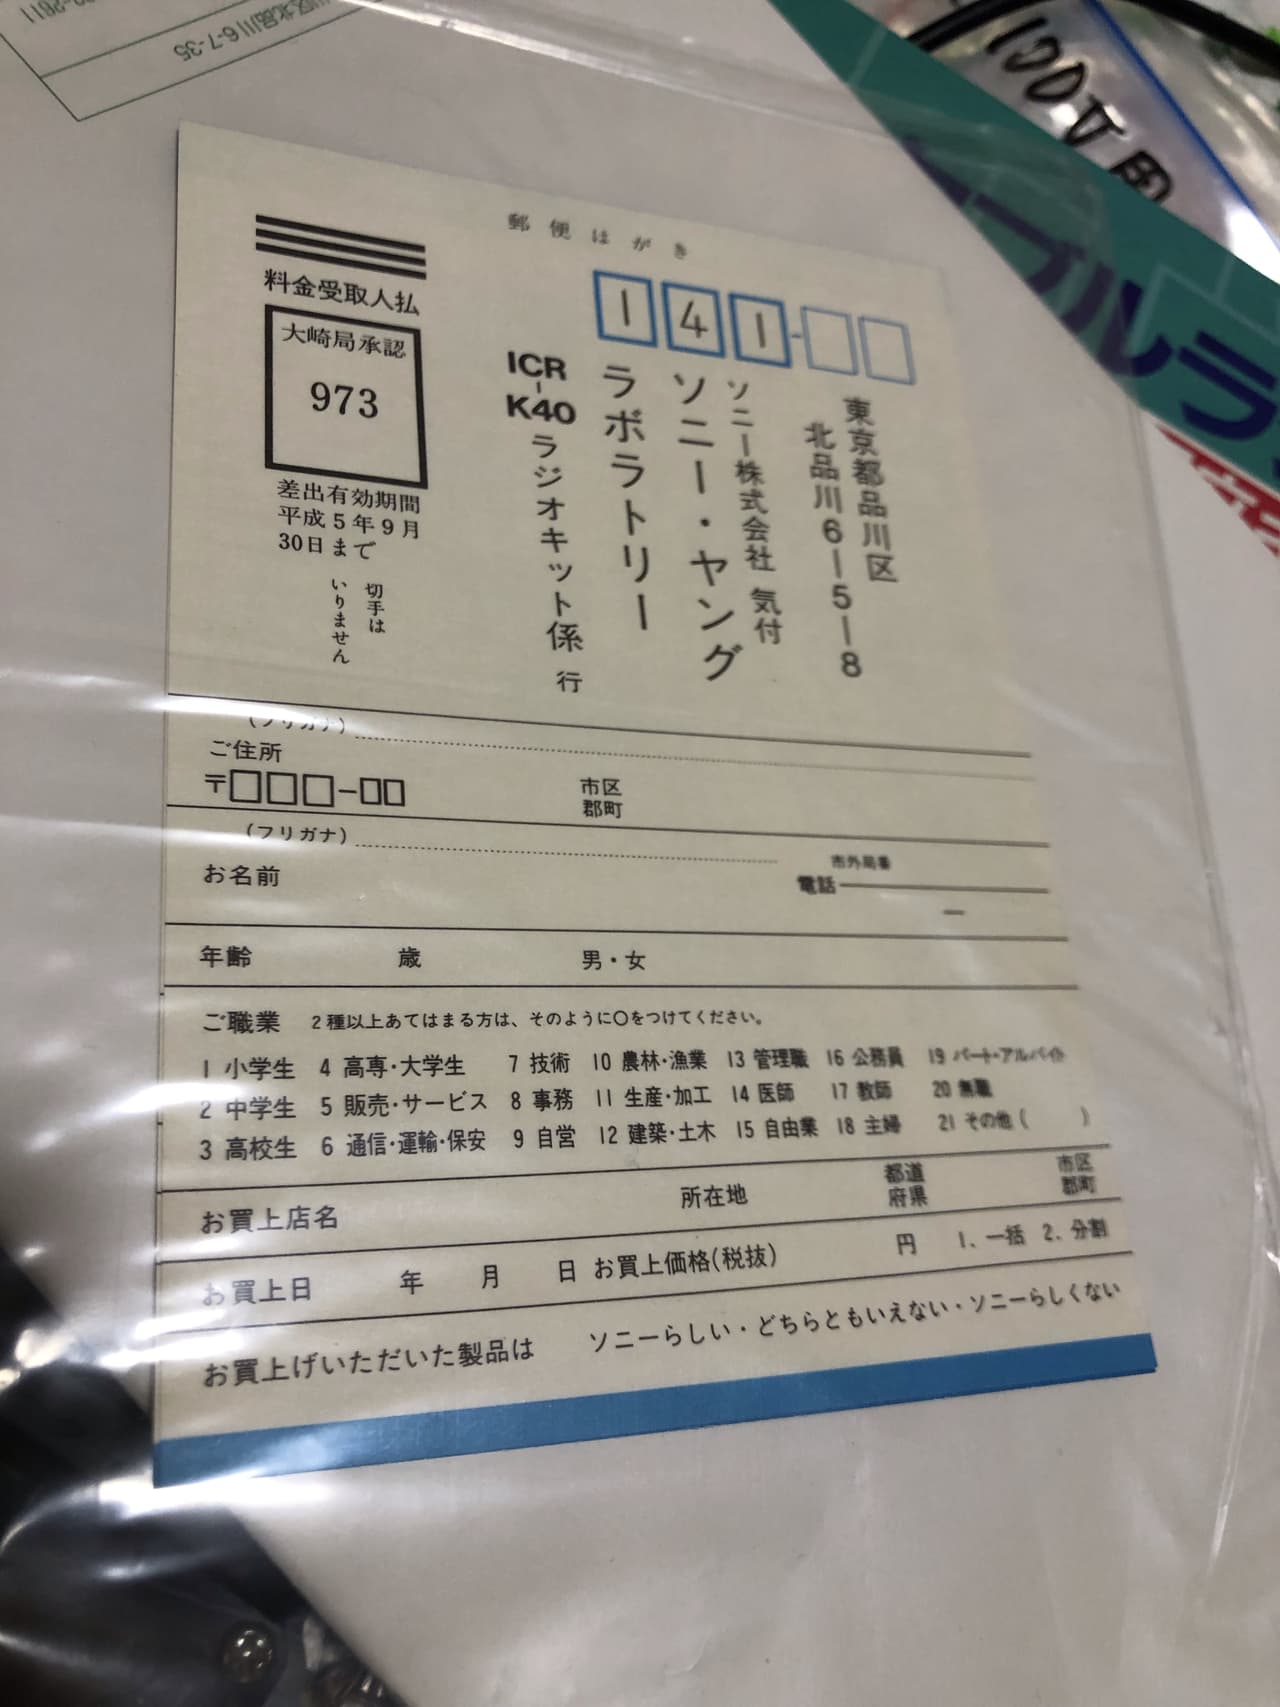 6-7-35
100V用
ブルラ
郵便はがき
料金受取人払
大崎局承認
973
差出有効期間
平成5年9月
30日まで
切手は
いりません
141-
東京都品川区
北品川6-5-8
ソニー株式会社 気付
ソニー・ヤング
ラボラトリー
ICR-K40ラジオキット係 行
(フリガナ)
ご住所
〒□□□-□□ 市区
郡町
(フリガナ)
お名前
市外局番
電話
—
年齢 歳 男・女
ご職業 2種以上あてはまる方は、そのように○をつけてください。
1 小学生 4 高専・大学生 7 技術 10 農林・漁業 13 管理職 16 公務員 19 パート・アルバイト
2 中学生 5 販売・サービス 8 事務 11 生産・加工 14 医師 17 教師 20 無職
3 高校生 6 通信・運輸・保安 9 自営 12 建築・土木 15 自由業 18 主婦 21 その他( )
お買上店名 所在地 都道府県 市区郡町
お買上日 年 月 日 お買上価格(税抜) 円 1. 一括 2. 分割
お買上げいただいた製品は ソニーらしい・どちらともいえない・ソニーらしくない